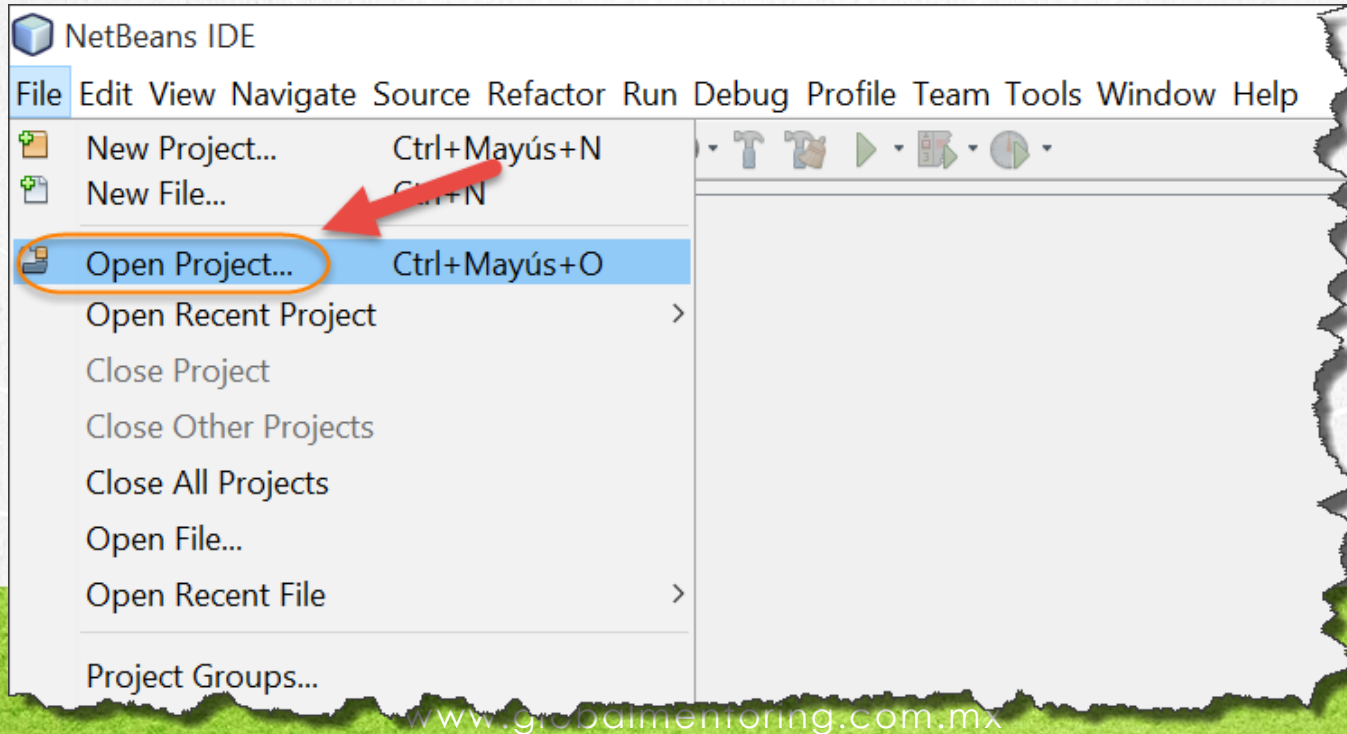 NetBeans IDE
File Edit View Navigate Source Refactor Run Debug Profile Team Tools Window Help
New Project... Ctrl+Mayús+N
New File... Ctrl+N
Open Project... Ctrl+Mayús+O
Open Recent Project
Close Project
Close Other Projects
Close All Projects
Open File...
Open Recent File
Project Groups...
www.globalmentoring.com.mx